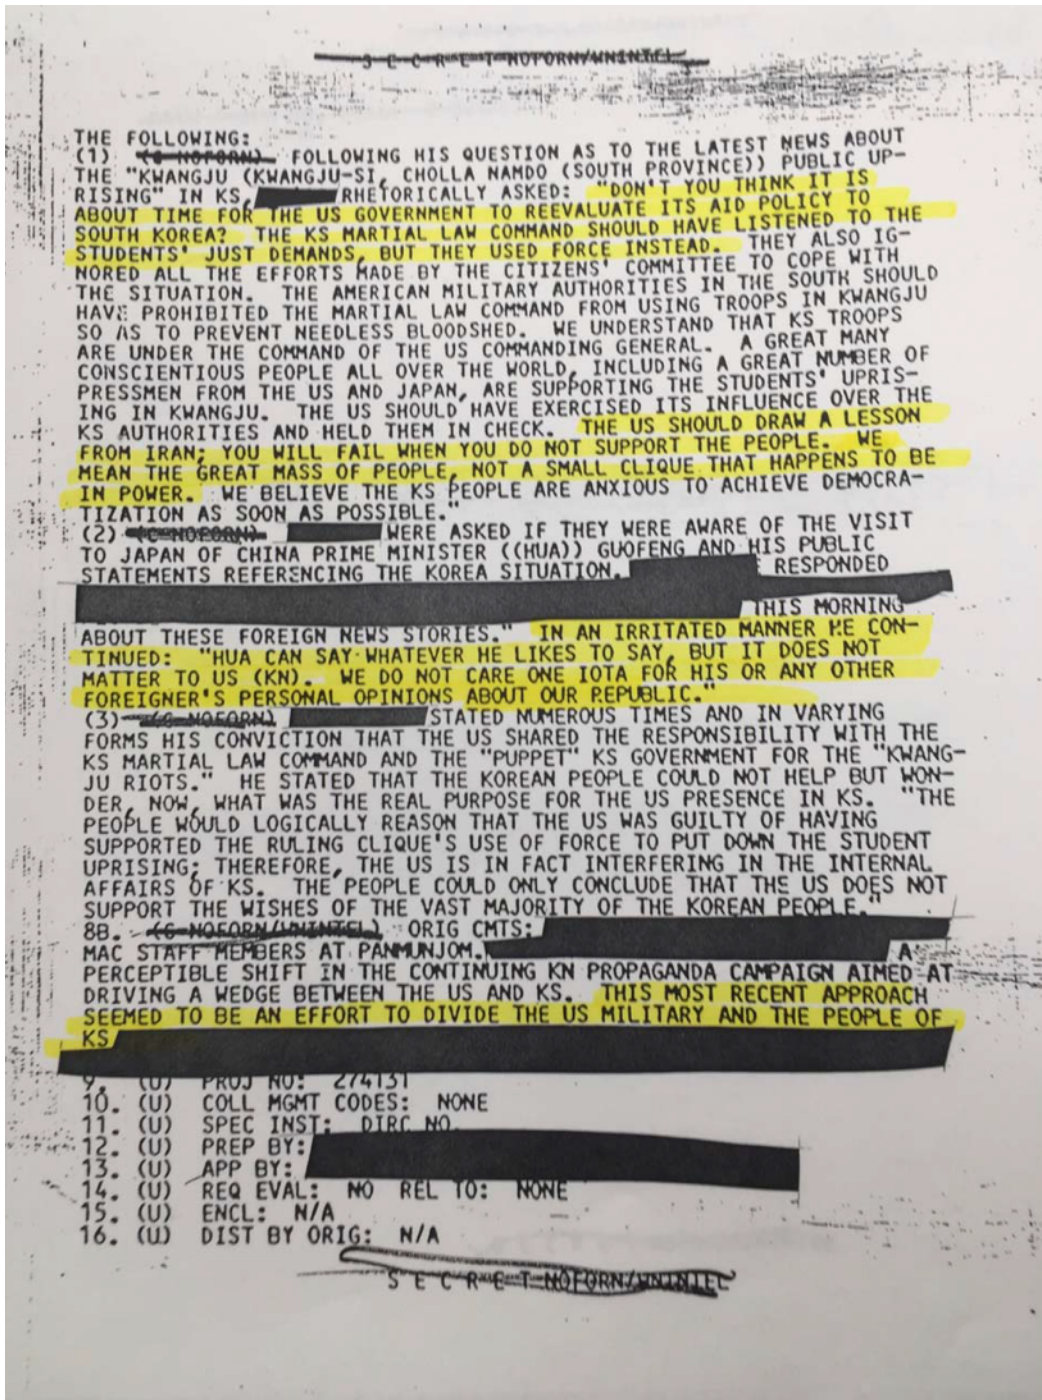 S E C R E T NOFORN/WNINTEL
THE FOLLOWING:
(1) (C NOFORN) FOLLOWING HIS QUESTION AS TO THE LATEST NEWS ABOUT
THE "KWANGJU (KWANGJU-SI, CHOLLA NAMDO (SOUTH PROVINCE)) PUBLIC UP-
RISING" IN KS, RHETORICALLY ASKED: "DON'T YOU THINK IT IS
ABOUT TIME FOR THE US GOVERNMENT TO REEVALUATE ITS AID POLICY TO
SOUTH KOREA? THE KS MARTIAL LAW COMMAND SHOULD HAVE LISTENED TO THE
STUDENTS' JUST DEMANDS, BUT THEY USED FORCE INSTEAD. THEY ALSO IG-
NORED ALL THE EFFORTS MADE BY THE CITIZENS' COMMITTEE TO COPE WITH
THE SITUATION. THE AMERICAN MILITARY AUTHORITIES IN THE SOUTH SHOULD
HAVE PROHIBITED THE MARTIAL LAW COMMAND FROM USING TROOPS IN KWANGJU
SO AS TO PREVENT NEEDLESS BLOODSHED. WE UNDERSTAND THAT KS TROOPS
ARE UNDER THE COMMAND OF THE US COMMANDING GENERAL. A GREAT MANY
CONSCIENTIOUS PEOPLE ALL OVER THE WORLD, INCLUDING A GREAT NUMBER OF
PRESSMEN FROM THE US AND JAPAN, ARE SUPPORTING THE STUDENTS' UPRIS-
ING IN KWANGJU. THE US SHOULD HAVE EXERCISED ITS INFLUENCE OVER THE
KS AUTHORITIES AND HELD THEM IN CHECK. THE US SHOULD DRAW A LESSON
FROM IRAN; YOU WILL FAIL WHEN YOU DO NOT SUPPORT THE PEOPLE. WE
MEAN THE GREAT MASS OF PEOPLE, NOT A SMALL CLIQUE THAT HAPPENS TO BE
IN POWER. WE BELIEVE THE KS PEOPLE ARE ANXIOUS TO ACHIEVE DEMOCRA-
TIZATION AS SOON AS POSSIBLE."
(2) (C NOFORN) WERE ASKED IF THEY WERE AWARE OF THE VISIT
TO JAPAN OF CHINA PRIME MINISTER ((HUA)) GUOFENG AND HIS PUBLIC
STATEMENTS REFERENCING THE KOREA SITUATION. RESPONDED
THIS MORNING
ABOUT THESE FOREIGN NEWS STORIES." IN AN IRRITATED MANNER HE CON-
TINUED: "HUA CAN SAY WHATEVER HE LIKES TO SAY, BUT IT DOES NOT
MATTER TO US (KN). WE DO NOT CARE ONE IOTA FOR HIS OR ANY OTHER
FOREIGNER'S PERSONAL OPINIONS ABOUT OUR REPUBLIC."
(3) (C NOFORN) STATED NUMEROUS TIMES AND IN VARYING
FORMS HIS CONVICTION THAT THE US SHARED THE RESPONSIBILITY WITH THE
KS MARTIAL LAW COMMAND AND THE "PUPPET" KS GOVERNMENT FOR THE "KWANG-
JU RIOTS." HE STATED THAT THE KOREAN PEOPLE COULD NOT HELP BUT WON-
DER, NOW, WHAT WAS THE REAL PURPOSE FOR THE US PRESENCE IN KS. "THE
PEOPLE WOULD LOGICALLY REASON THAT THE US WAS GUILTY OF HAVING
SUPPORTED THE RULING CLIQUE'S USE OF FORCE TO PUT DOWN THE STUDENT
UPRISING; THEREFORE, THE US IS IN FACT INTERFERING IN THE INTERNAL
AFFAIRS OF KS. THE PEOPLE COULD ONLY CONCLUDE THAT THE US DOES NOT
SUPPORT THE WISHES OF THE VAST MAJORITY OF THE KOREAN PEOPLE."
8B. (C NOFORN/WNINTEL) ORIG CMTS:
MAC STAFF MEMBERS AT PANMUNJOM. A
PERCEPTIBLE SHIFT IN THE CONTINUING KN PROPAGANDA CAMPAIGN AIMED AT
DRIVING A WEDGE BETWEEN THE US AND KS. THIS MOST RECENT APPROACH
SEEMED TO BE AN EFFORT TO DIVIDE THE US MILITARY AND THE PEOPLE OF
KS
9. (U) PROJ NO: 274131
10. (U) COLL MGMT CODES: NONE
11. (U) SPEC INST: DIRC NO.
12. (U) PREP BY:
13. (U) APP BY:
14. (U) REQ EVAL: NO REL TO: NONE
15. (U) ENCL: N/A
16. (U) DIST BY ORIG: N/A
S E C R E T NOFORN/WNINTEL